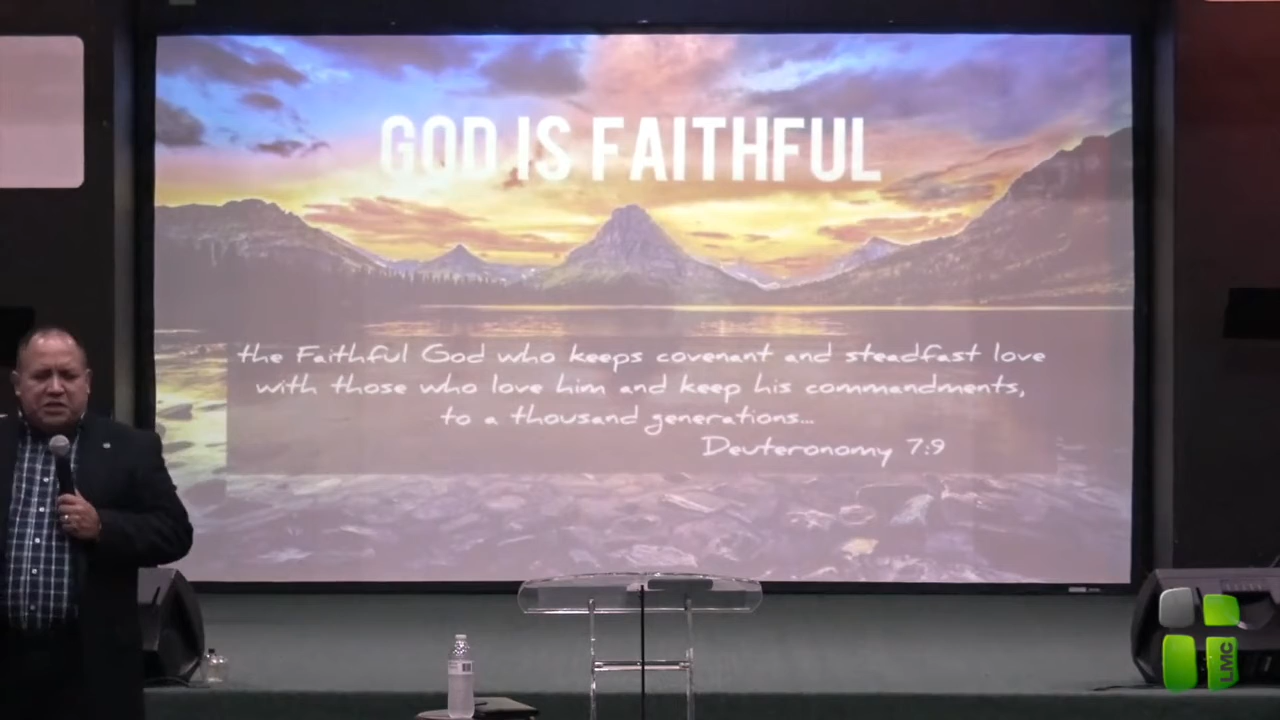 GOD IS FAITHFUL
the Faithful God who keeps covenant and steadfast love
with those who love him and keep his commandments,
to a thousand generations...
Deuteronomy 7:9
LMC